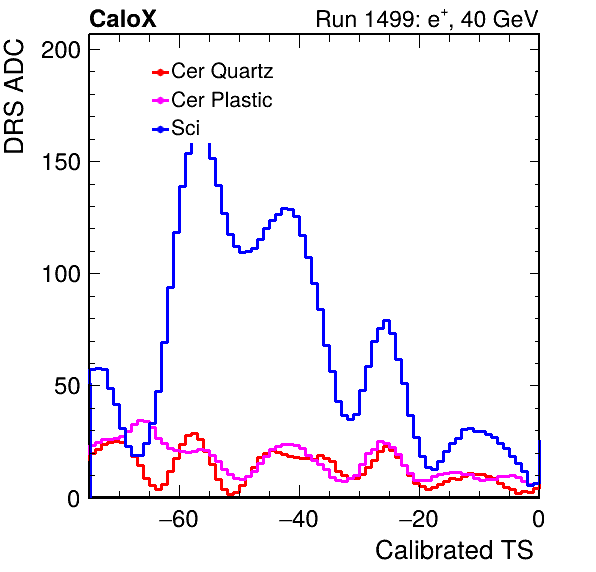 CaloX
Run 1499: e+, 40 GeV
DRS ADC
200
150
100
50
0
Cer Quartz
Cer Plastic
Sci
−60
−40
−20
0
Calibrated TS